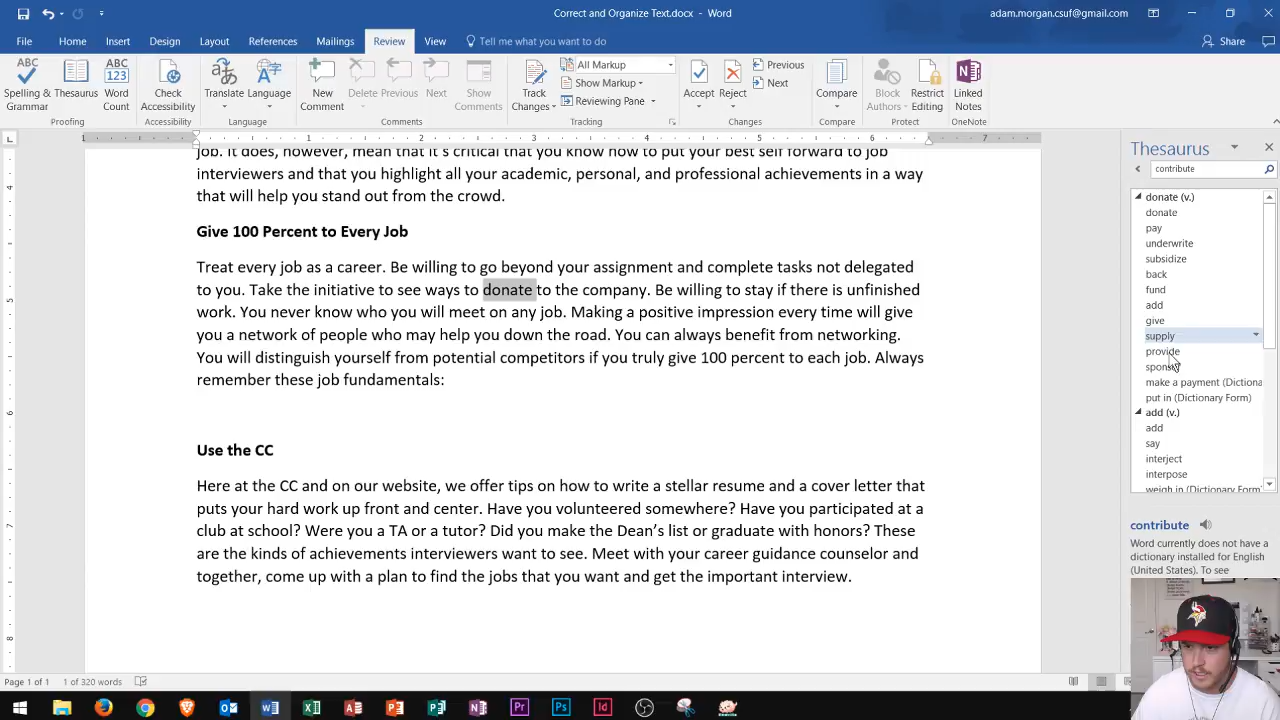 Correct and Organize Text.docx - Word
adam.morgan.csuf@gmail.com
File Home Insert Design Layout References Mailings Review View Tell me what you want to do Share
ABC
Spelling & Grammar
Thesaurus
ABC
123
Word Count
Proofing
Check Accessibility
Accessibility
Translate
Language
Language
New Comment
Delete
Previous
Next
Show Comments
Comments
Track Changes
All Markup
Show Markup
Reviewing Pane
Tracking
Accept
Reject
Previous
Next
Changes
Compare
Compare
Block Authors
Restrict Editing
Protect
Linked Notes
OneNote
1 1 2 3 4 5 6 7
4
5
6
7
8
job. It does, however, mean that it's critical that you know how to put your best self forward to job
interviewers and that you highlight all your academic, personal, and professional achievements in a way
that will help you stand out from the crowd.
Give 100 Percent to Every Job
Treat every job as a career. Be willing to go beyond your assignment and complete tasks not delegated
to you. Take the initiative to see ways to donate to the company. Be willing to stay if there is unfinished
work. You never know who you will meet on any job. Making a positive impression every time will give
you a network of people who may help you down the road. You can always benefit from networking.
You will distinguish yourself from potential competitors if you truly give 100 percent to each job. Always
remember these job fundamentals:
Use the CC
Here at the CC and on our website, we offer tips on how to write a stellar resume and a cover letter that
puts your hard work up front and center. Have you volunteered somewhere? Have you participated at a
club at school? Were you a TA or a tutor? Did you make the Dean's list or graduate with honors? These
are the kinds of achievements interviewers want to see. Meet with your career guidance counselor and
together, come up with a plan to find the jobs that you want and get the important interview.
Thesaurus
contribute
donate (v.)
donate
pay
underwrite
subsidize
back
fund
add
give
supply
provide
make a payment (Dictiona
put in (Dictionary Form)
add (v.)
add
say
interject
interpose
weigh in (Dictionary Form)
contribute
Word currently does not have a
dictionary installed for English
(United States). To see
Page 1 of 1 1 of 320 words